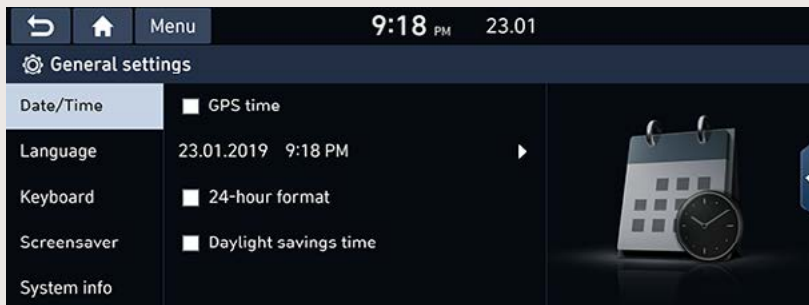 Menu 9:18 PM 23.01
General settings
Date/Time
GPS time
Language
23.01.2019 9:18 PM
Keyboard
24-hour format
Screensaver
Daylight savings time
System info